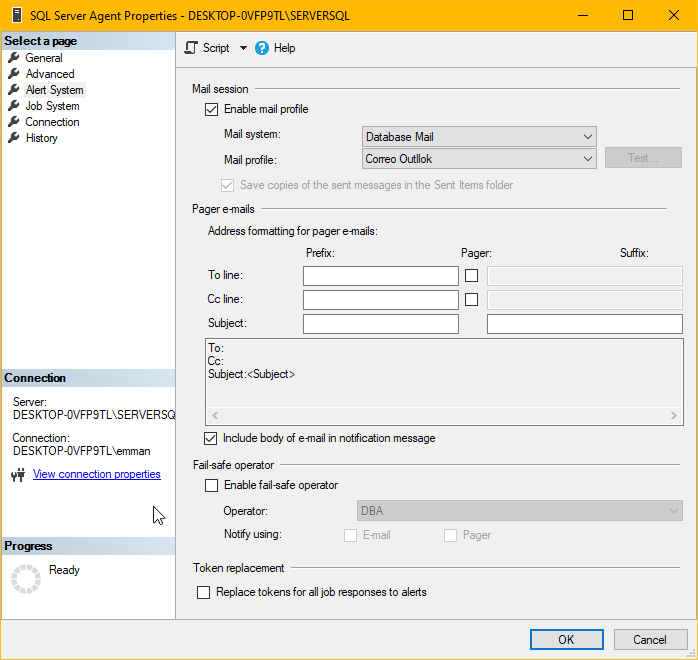 SQL Server Agent Properties - DESKTOP-0VFP9TL\SERVERSQL
Select a page
General
Advanced
Alert System
Job System
Connection
History
Connection
Server:
DESKTOP-0VFP9TL\SERVERSQ
Connection:
DESKTOP-0VFP9TL\emman
View connection properties
Progress
Ready
Script
Help
Mail session
Enable mail profile
Mail system:
Database Mail
Mail profile:
Correo Outllok
Test...
Save copies of the sent messages in the Sent Items folder
Pager e-mails
Address formatting for pager e-mails:
Prefix: Pager: Suffix:
To line:
Cc line:
Subject:
To:
Cc:
Subject:<Subject>
Include body of e-mail in notification message
Fail-safe operator
Enable fail-safe operator
Operator: DBA
Notify using: E-mail Pager
Token replacement
Replace tokens for all job responses to alerts
OK Cancel